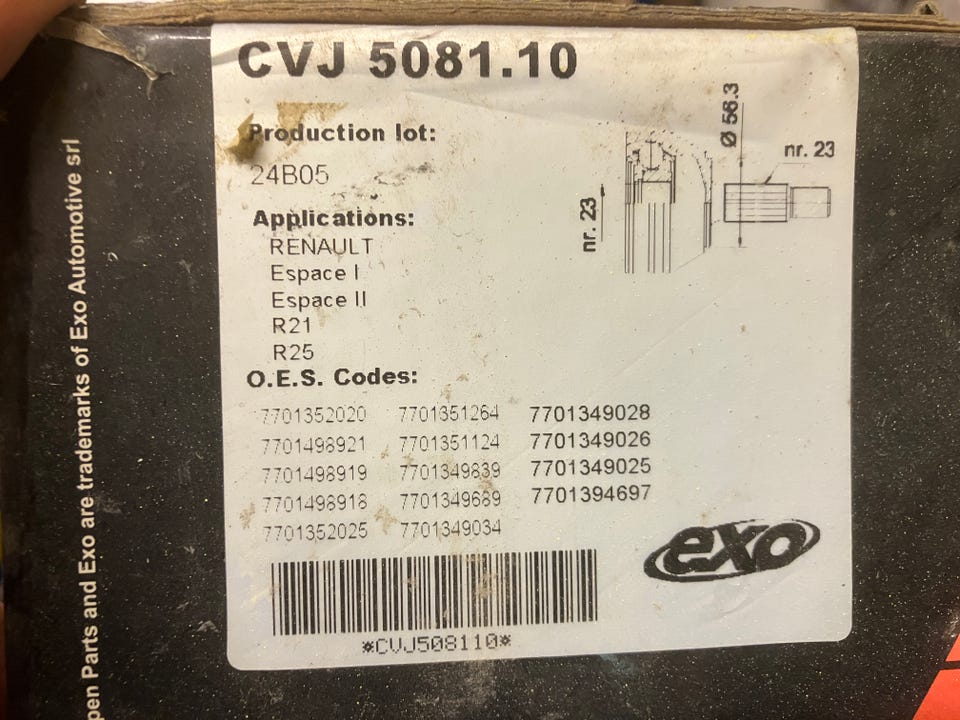 CVJ 5081.10
Production lot:
24B05
Applications:
RENAULT
Espace I
Espace II
R21
R25
Ø 56.3
nr. 23
nr. 23
O.E.S. Codes:
7701352020 7701351264 7701349028
7701498921 7701351124 7701349026
7701498919 7701349839 7701349025
7701498918 7701349689 7701394697
7701352025 7701349034
*CVJ508110*
exo
Parts and Exo are trademarks of Exo Automotive srl